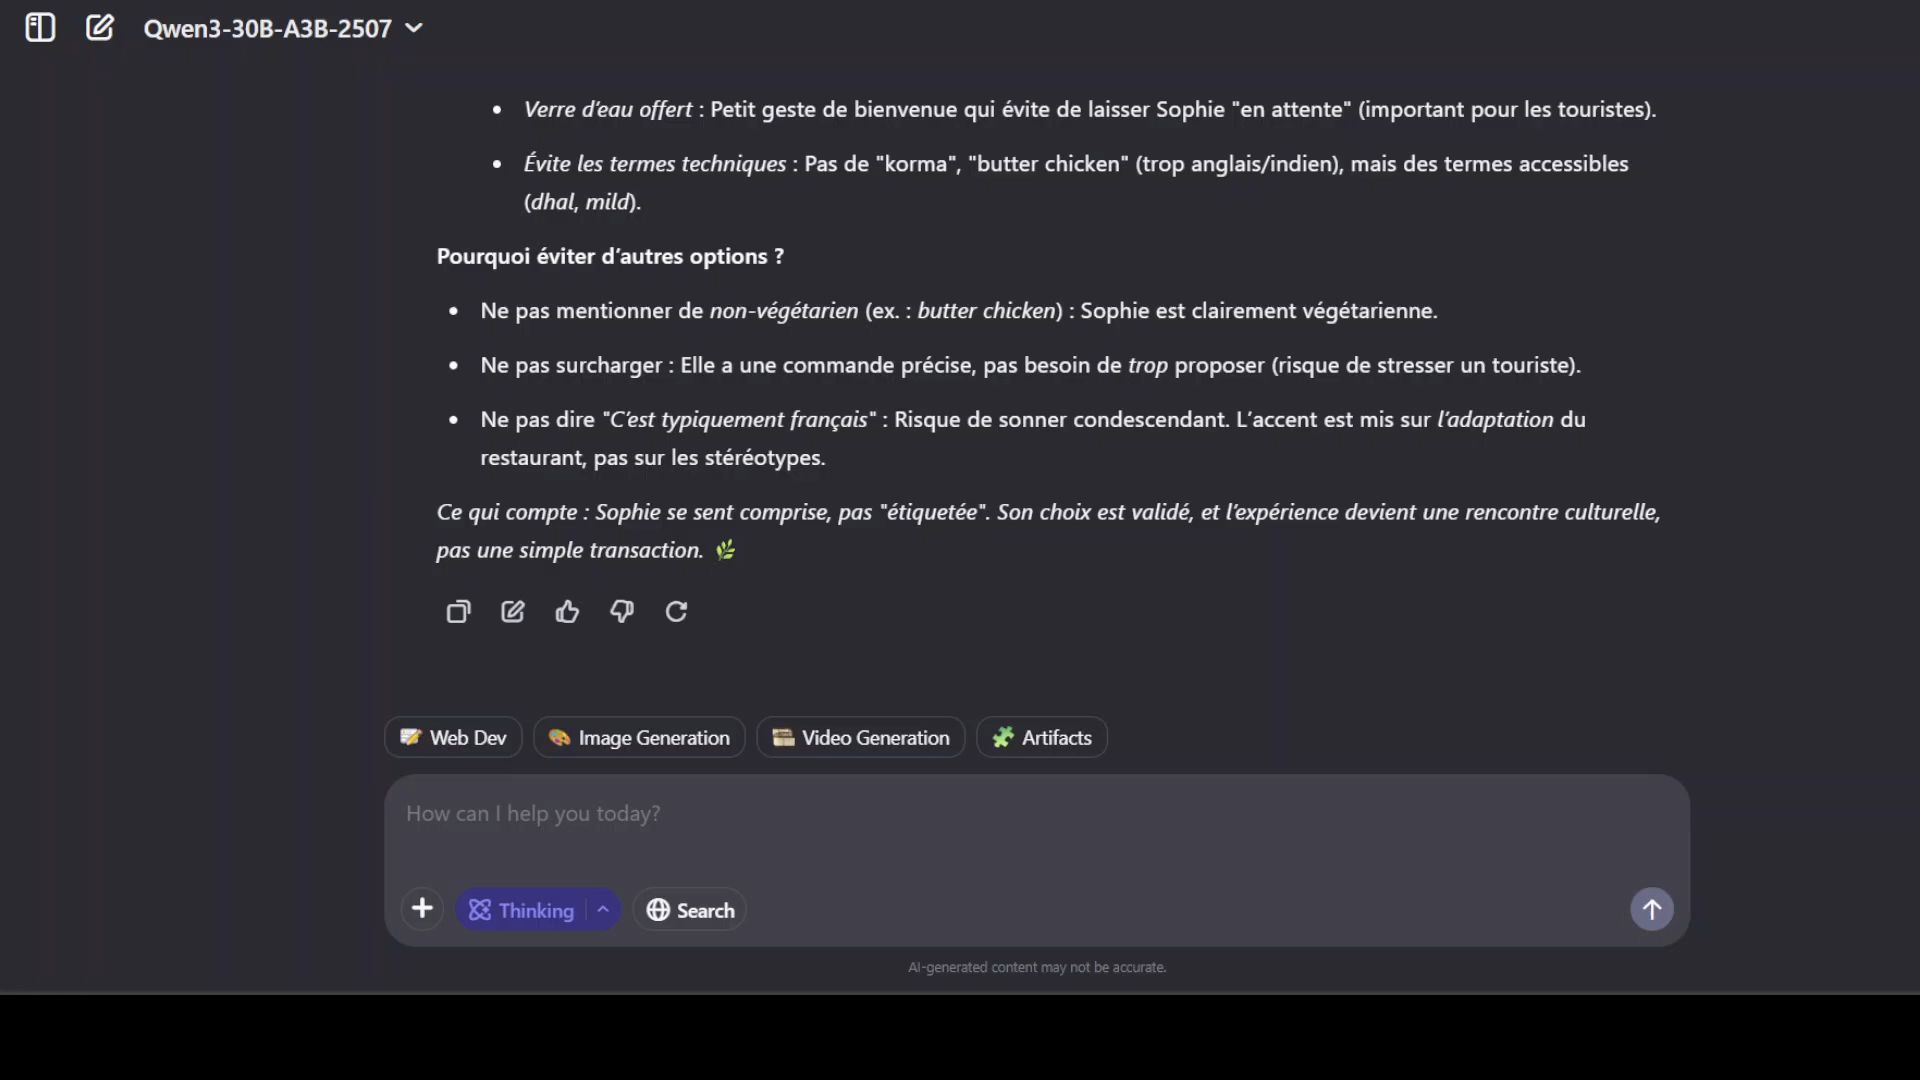 Qwen3-30B-A3B-2507
Verre d'eau offert : Petit geste de bienvenue qui évite de laisser Sophie "en attente" (important pour les touristes).
Évite les termes techniques : Pas de "korma", "butter chicken" (trop anglais/indien), mais des termes accessibles
(dhal, mild).
Pourquoi éviter d'autres options ?
Ne pas mentionner de non-végétarien (ex. : butter chicken) : Sophie est clairement végétarienne.
Ne pas surcharger : Elle a une commande précise, pas besoin de trop proposer (risque de stresser un touriste).
Ne pas dire "C'est typiquement français" : Risque de sonner condescendant. L'accent est mis sur l'adaptation du
restaurant, pas sur les stéréotypes.
Ce qui compte : Sophie se sent comprise, pas "étiquetée". Son choix est validé, et l'expérience devient une rencontre culturelle,
pas une simple transaction.
Web Dev
Image Generation
Video Generation
Artifacts
How can I help you today?
Thinking
Search
AI-generated content may not be accurate.